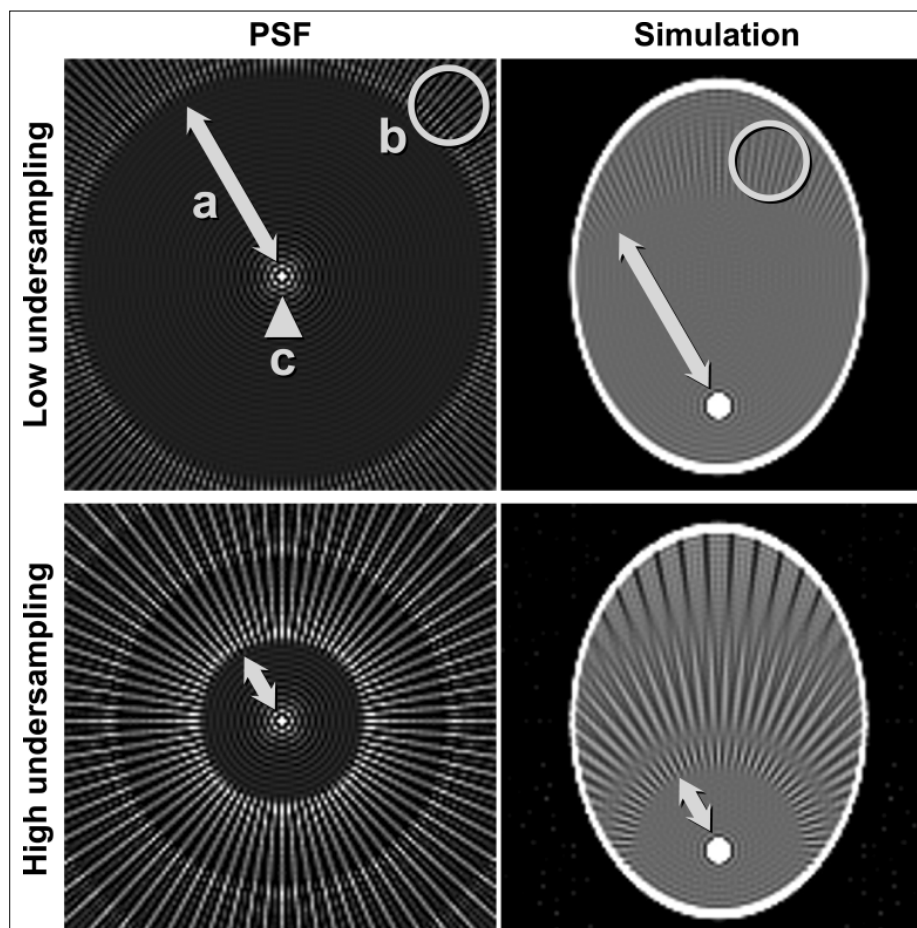 PSF
Simulation
Low undersampling
a
b
c
High undersampling